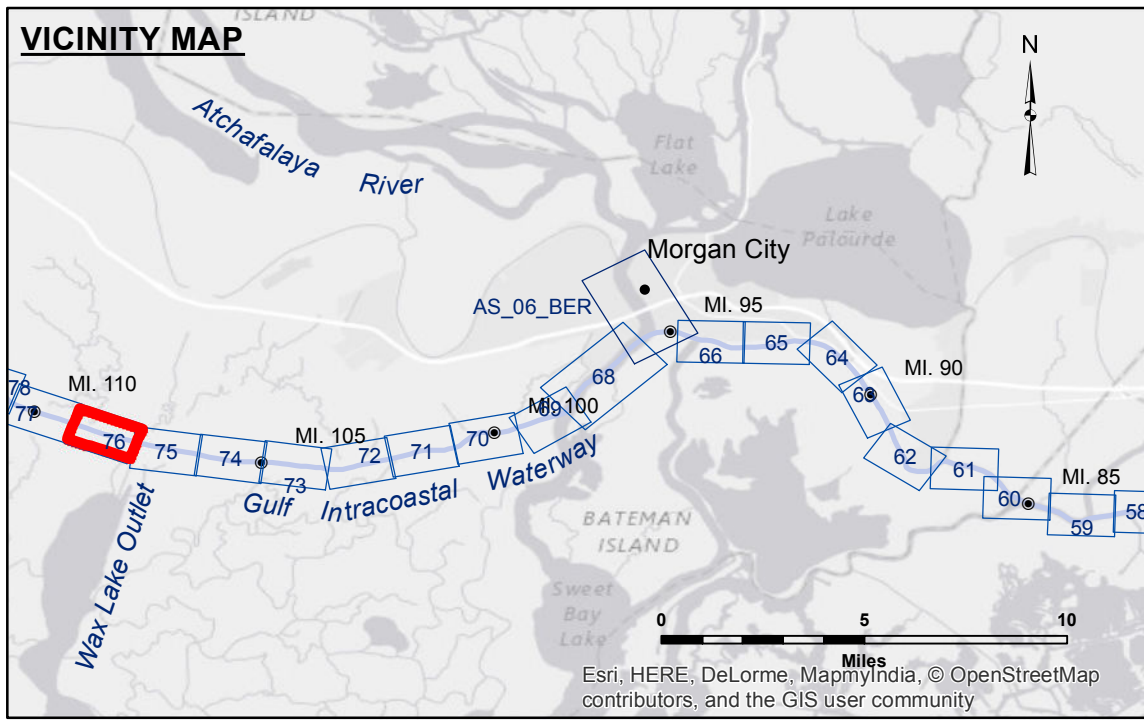 VICINITY MAP
ISLAND
N
Atchafalaya
River
Flat
Lake
Lake
Palourde
Morgan City
AS_06_BER
MI. 95
66
65
64
MI. 90
68
78
MI. 110
77
76
75
74
MI. 105
73
72
71
70
MI. 100
69
62
61
60
MI. 85
59
58
Gulf
Intracoastal
Waterway
Wax Lake Outlet
BATEMAN
ISLAND
Sweet
Bay
Lake
0
5
10
Miles
Esri, HERE, DeLorme, MapmyIndia, © OpenStreetMap
contributors, and the GIS user community